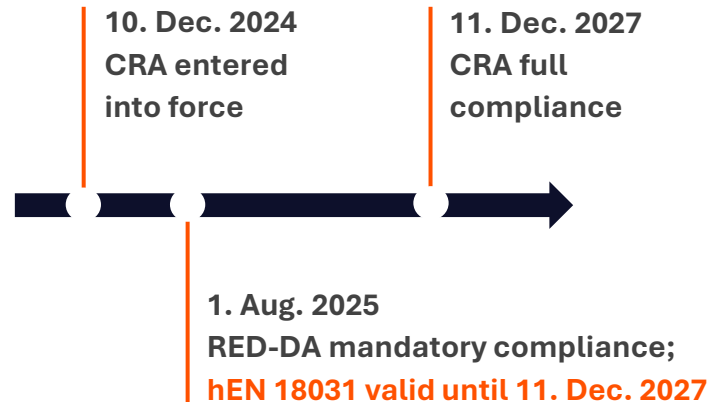 10. Dec. 2024
CRA entered
into force
11. Dec. 2027
CRA full
compliance
1. Aug. 2025
RED-DA mandatory compliance;
hEN 18031 valid until 11. Dec. 2027